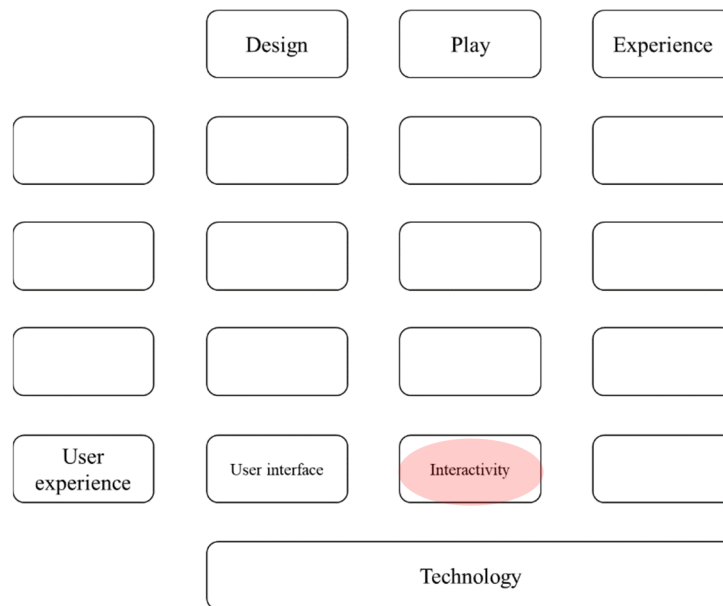 Design Play Experience
User
experience
User interface
Interactivity
Technology